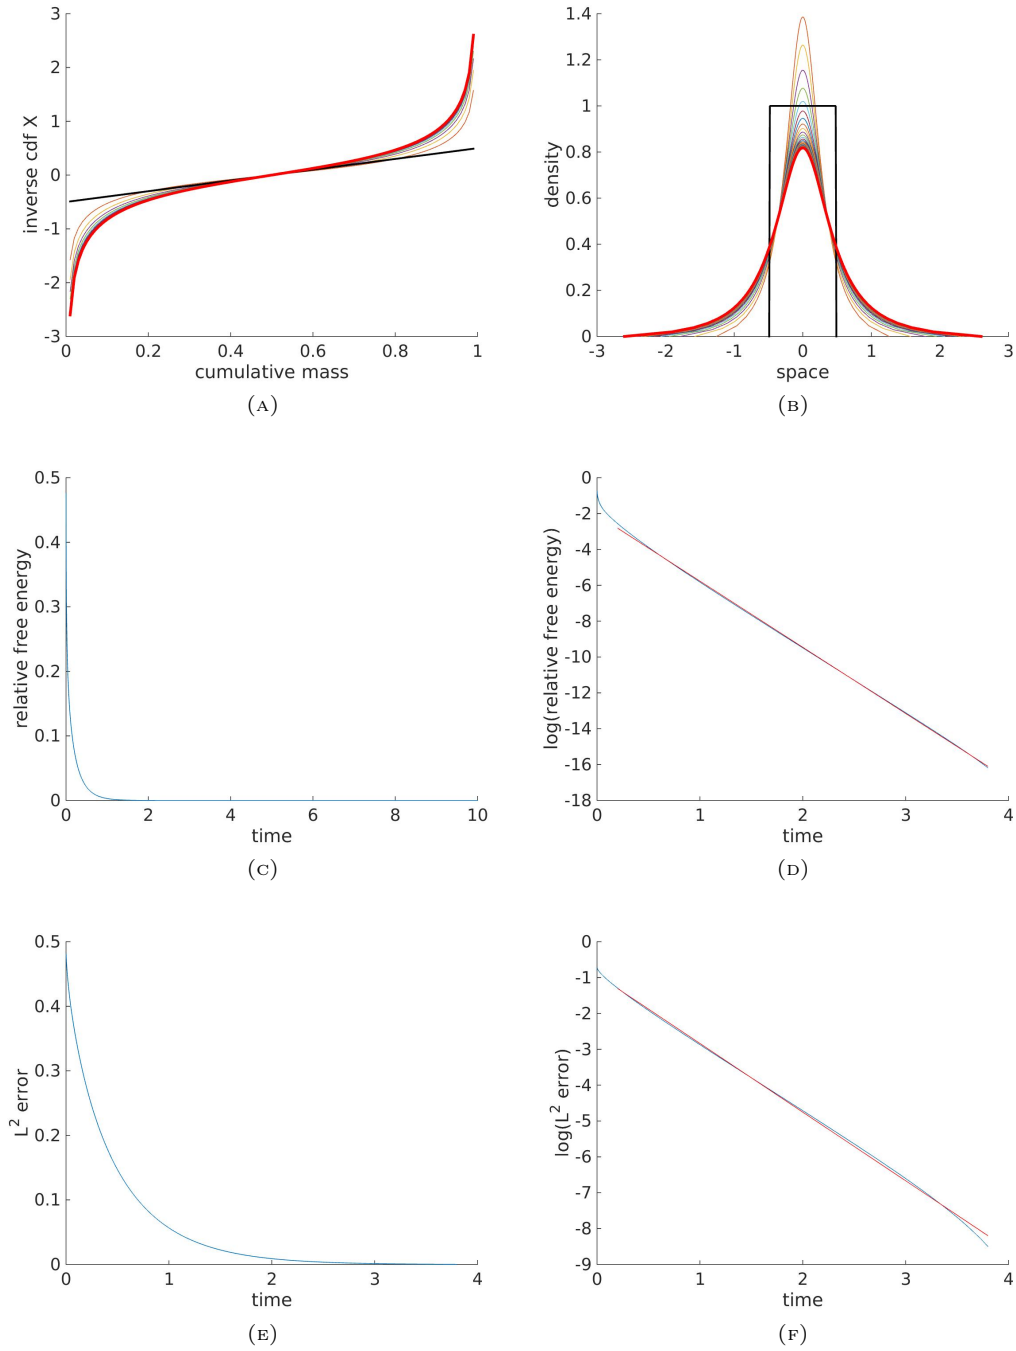 3
2
1
0
-1
-2
-3
0 0.2 0.4 0.6 0.8 1
inverse cdf X
cumulative mass
(A)
1.4
1.2
1
0.8
0.6
0.4
0.2
0
-3 -2 -1 0 1 2 3
density
space
(B)
0.5
0.4
0.3
0.2
0.1
0
0 2 4 6 8 10
relative free energy
time
(C)
0
-2
-4
-6
-8
-10
-12
-14
-16
-18
0 1 2 3 4
log(relative free energy)
time
(D)
0.5
0.4
0.3
0.2
0.1
0
0 1 2 3 4
L² error
time
(E)
0
-1
-2
-3
-4
-5
-6
-7
-8
-9
0 1 2 3 4
log(L² error)
time
(F)